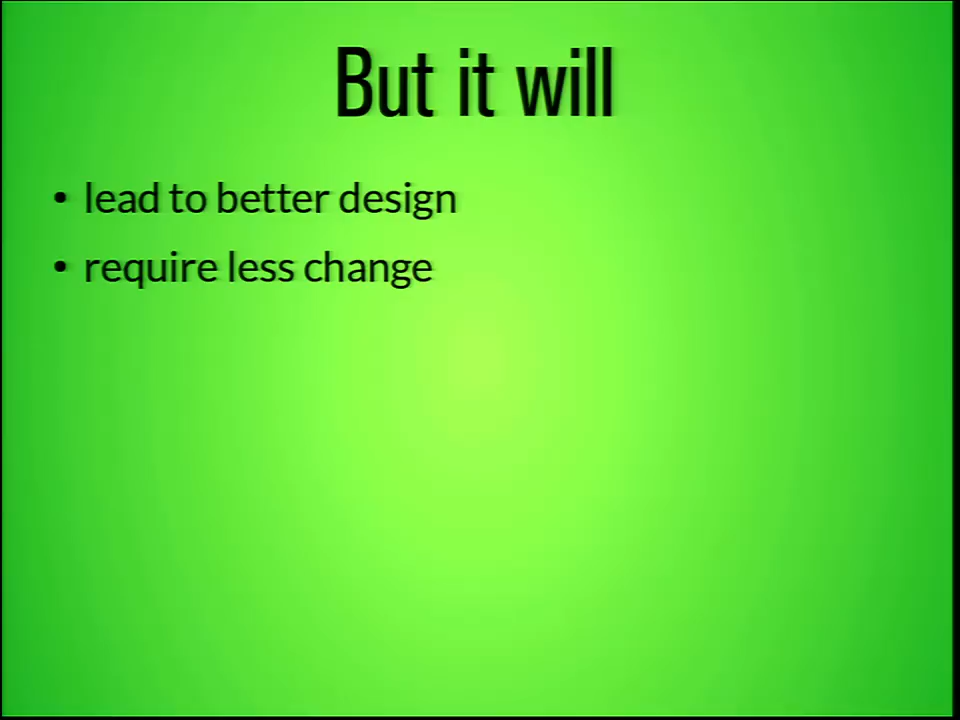 But it will
• lead to better design
• require less change